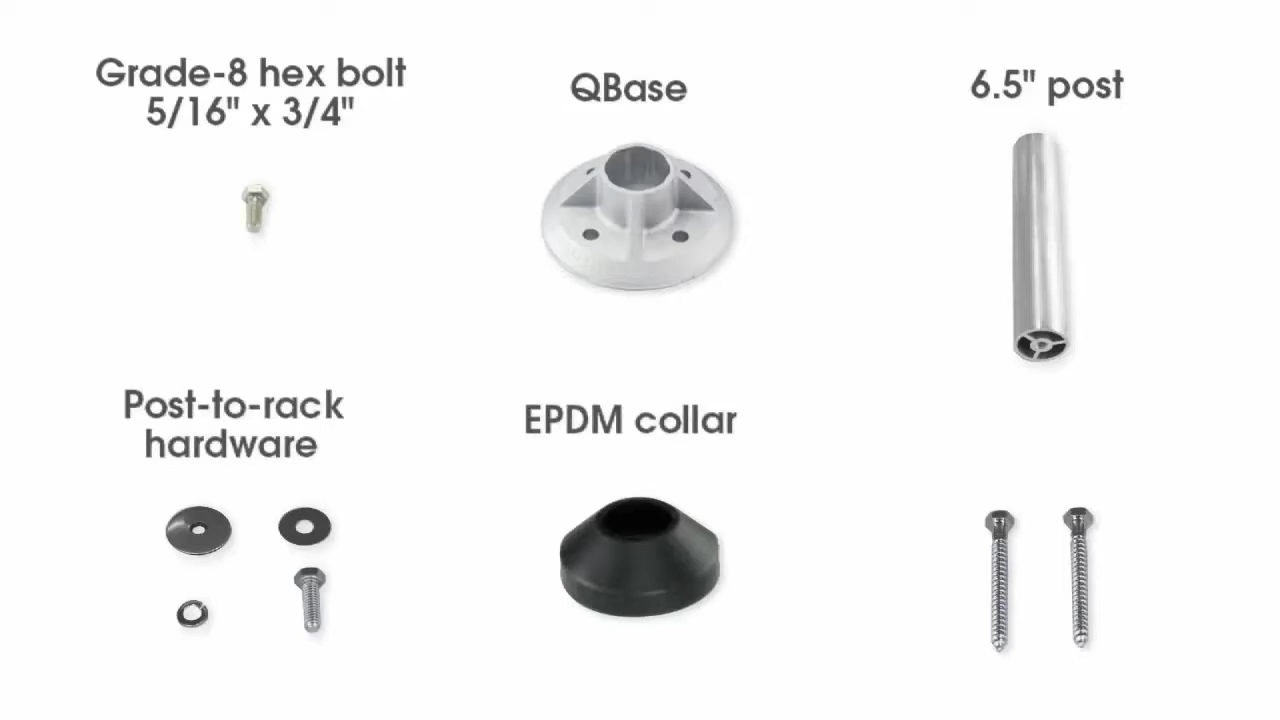 Grade-8 hex bolt
5/16" x 3/4"
QBase
6.5" post
Post-to-rack
hardware
EPDM collar